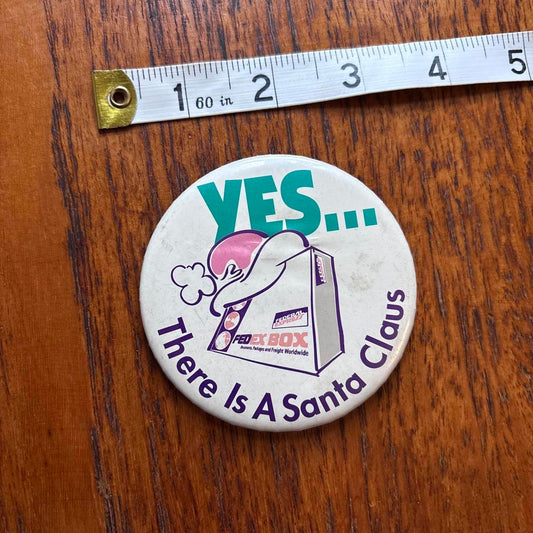 1 60 in 2 3 4 5
YES...
FEDERAL EXPRESS
FEDEX BOX
Documents, Packages and Freight Worldwide
There Is A Santa Claus